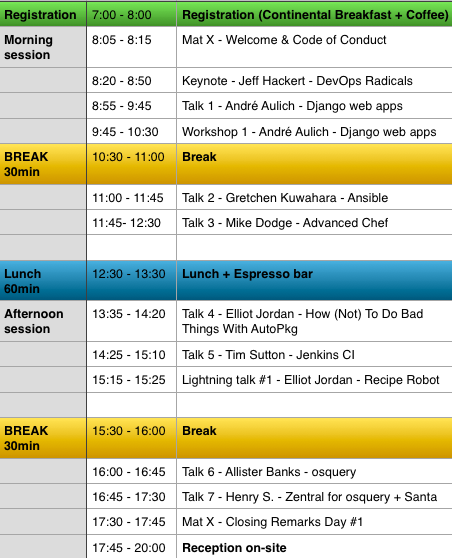 Registration 7:00 - 8:00 Registration (Continental Breakfast + Coffee)
Morning session 8:05 - 8:15 Mat X - Welcome & Code of Conduct
8:20 - 8:50 Keynote - Jeff Hackert - DevOps Radicals
8:55 - 9:45 Talk 1 - André Aulich - Django web apps
9:45 - 10:30 Workshop 1 - André Aulich - Django web apps
BREAK 30min 10:30 - 11:00 Break
11:00 - 11:45 Talk 2 - Gretchen Kuwahara - Ansible
11:45- 12:30 Talk 3 - Mike Dodge - Advanced Chef
Lunch 60min 12:30 - 13:30 Lunch + Espresso bar
Afternoon session 13:35 - 14:20 Talk 4 - Elliot Jordan - How (Not) To Do Bad
Things With AutoPkg
14:25 - 15:10 Talk 5 - Tim Sutton - Jenkins CI
15:15 - 15:25 Lightning talk #1 - Elliot Jordan - Recipe Robot
BREAK 30min 15:30 - 16:00 Break
16:00 - 16:45 Talk 6 - Allister Banks - osquery
16:45 - 17:30 Talk 7 - Henry S. - Zentral for osquery + Santa
17:30 - 17:45 Mat X - Closing Remarks Day #1
17:45 - 20:00 Reception on-site